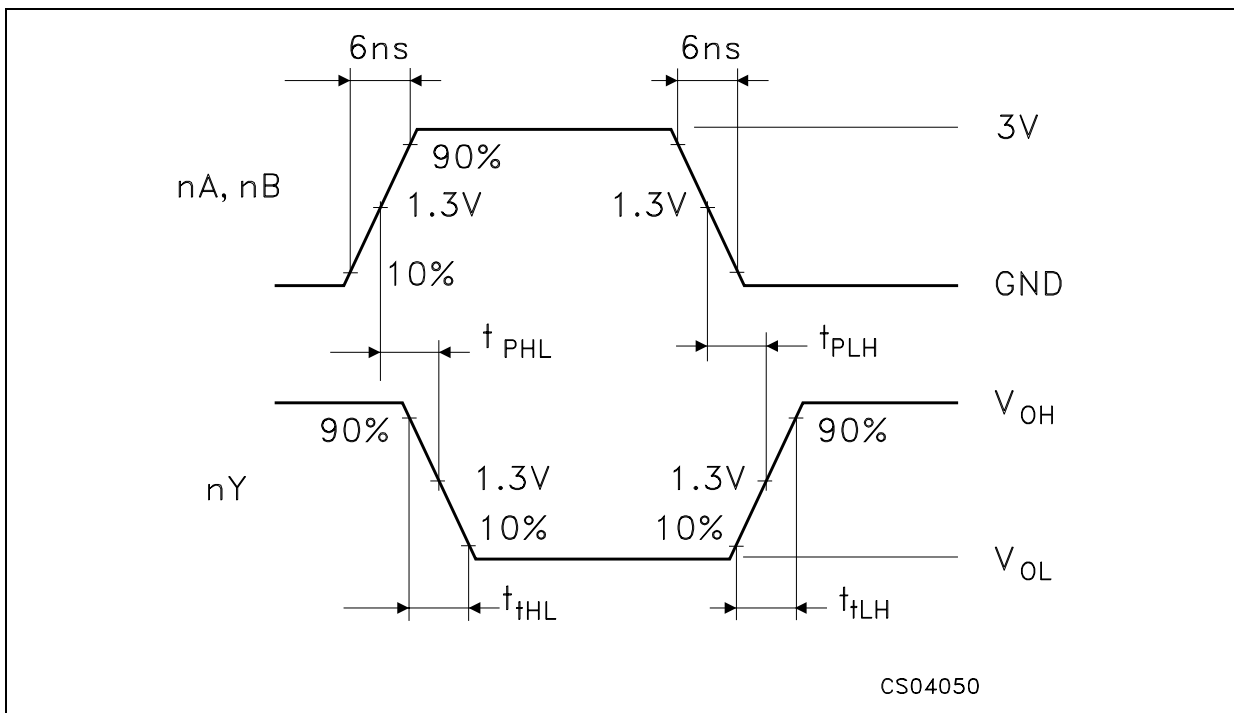 6ns 6ns
3V
90%
nA, nB
1.3V 1.3V
10%
GND
t PHL tPLH
VOH
90% 90%
nY
1.3V 1.3V
10% 10%
VOL
ttHL ttLH
CS04050